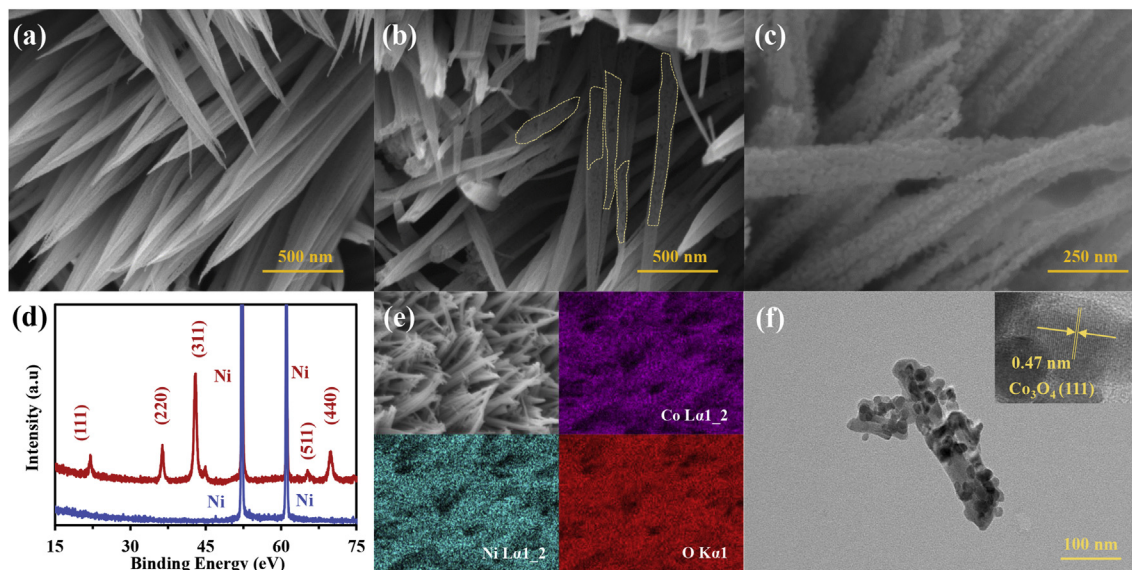 (a)
500 nm
(b)
500 nm
(c)
250 nm
(d)
Intensity (a.u)
(111)
(220)
(311)
Ni
Ni
(511)
(440)
Ni
Ni
15
30
45
60
75
Binding Energy (eV)
(e)
Co Lα1_2
Ni Lα1_2
O Kα1
(f)
0.47 nm
Co₃O₄ (111)
100 nm